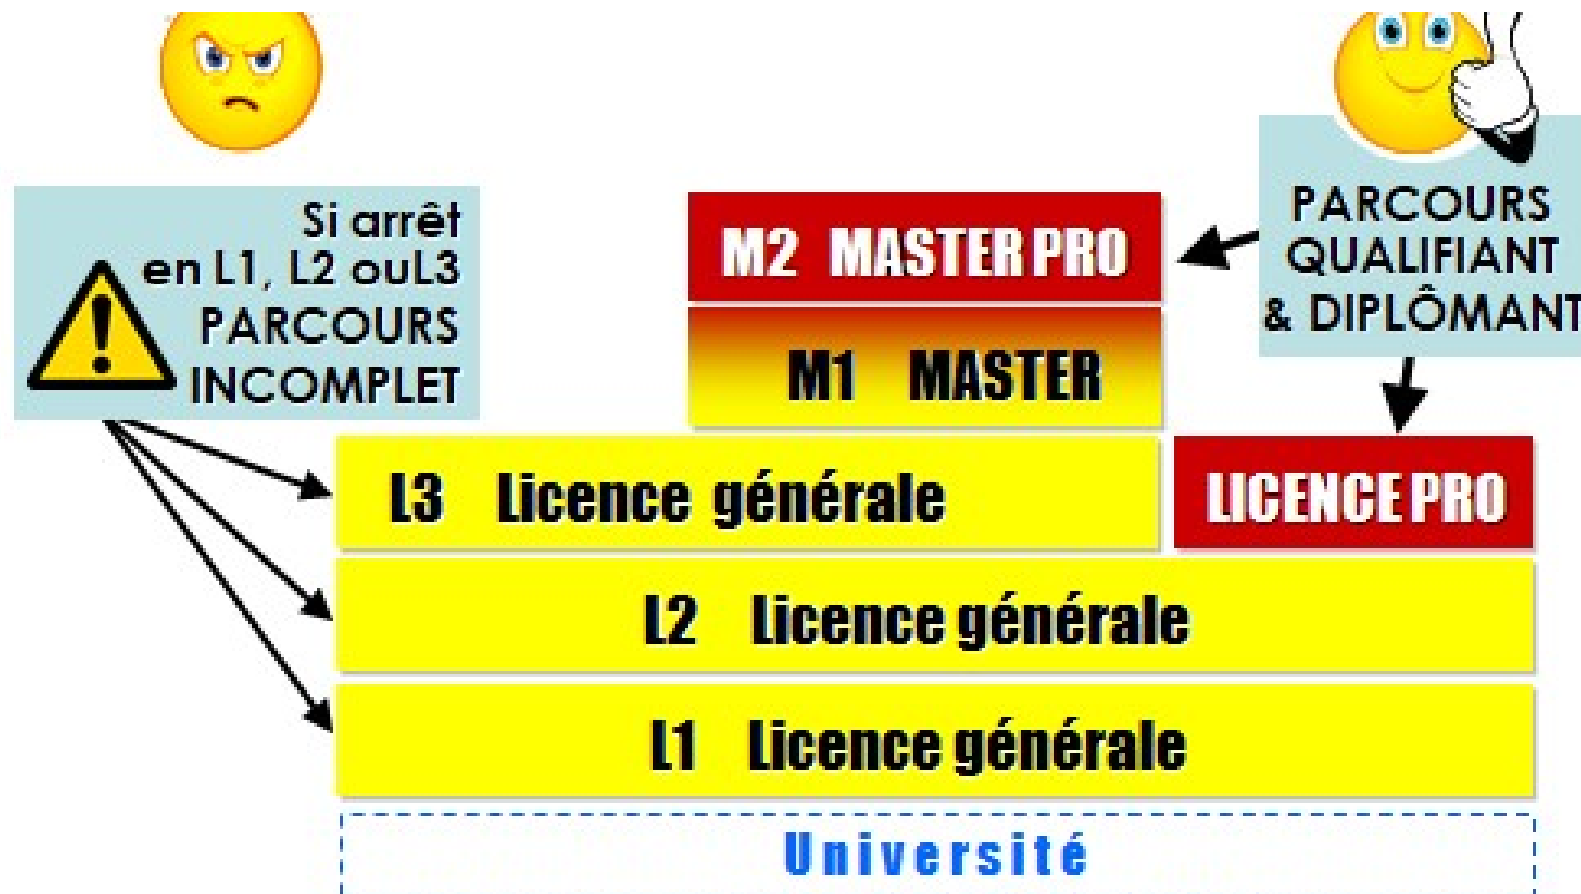 Si arrêt
en L1, L2 ouL3
PARCOURS
INCOMPLET
PARCOURS
QUALIFIANT
& DIPLÔMANT
M2 MASTER PRO
M1 MASTER
L3 Licence générale
LICENCE PRO
L2 Licence générale
L1 Licence générale
Université